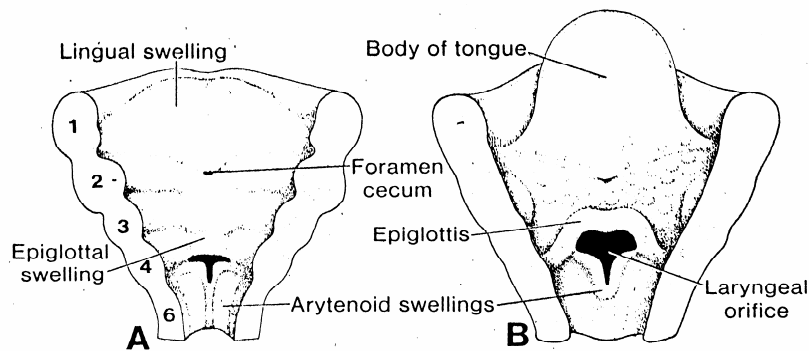 Lingual swelling
Body of tongue
1
2
Foramen
cecum
3
Epiglottis
Epiglottal
swelling
4
Arytenoid swellings
Laryngeal
orifice
6
A
B